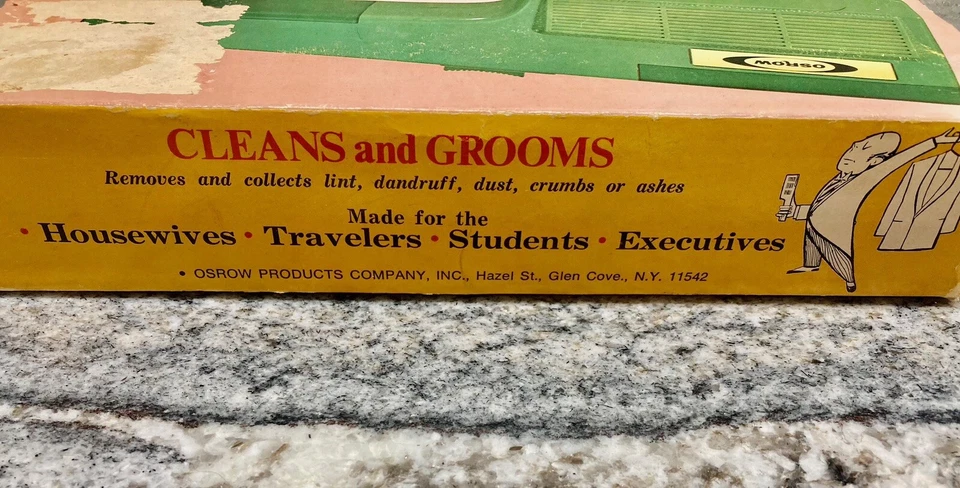 OSROW
CLEANS and GROOMS
Removes and collects lint, dandruff, dust, crumbs or ashes
Made for the
• Housewives • Travelers • Students • Executives
• OSROW PRODUCTS COMPANY, INC., Hazel St., Glen Cove., N.Y. 11542